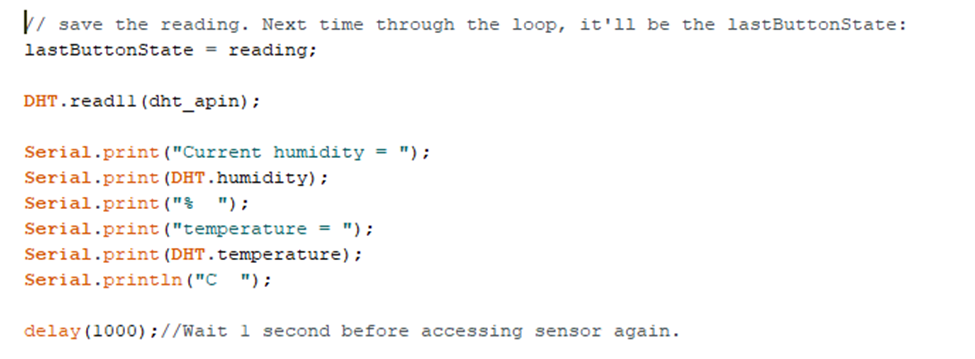 // save the reading. Next time through the loop, it'll be the lastButtonState:
lastButtonState = reading;
DHT.read11(dht_apin);
Serial.print("Current humidity = ");
Serial.print(DHT.humidity);
Serial.print("%  ");
Serial.print("temperature = ");
Serial.print(DHT.temperature);
Serial.println("C  ");
delay(1000);//Wait 1 second before accessing sensor again.